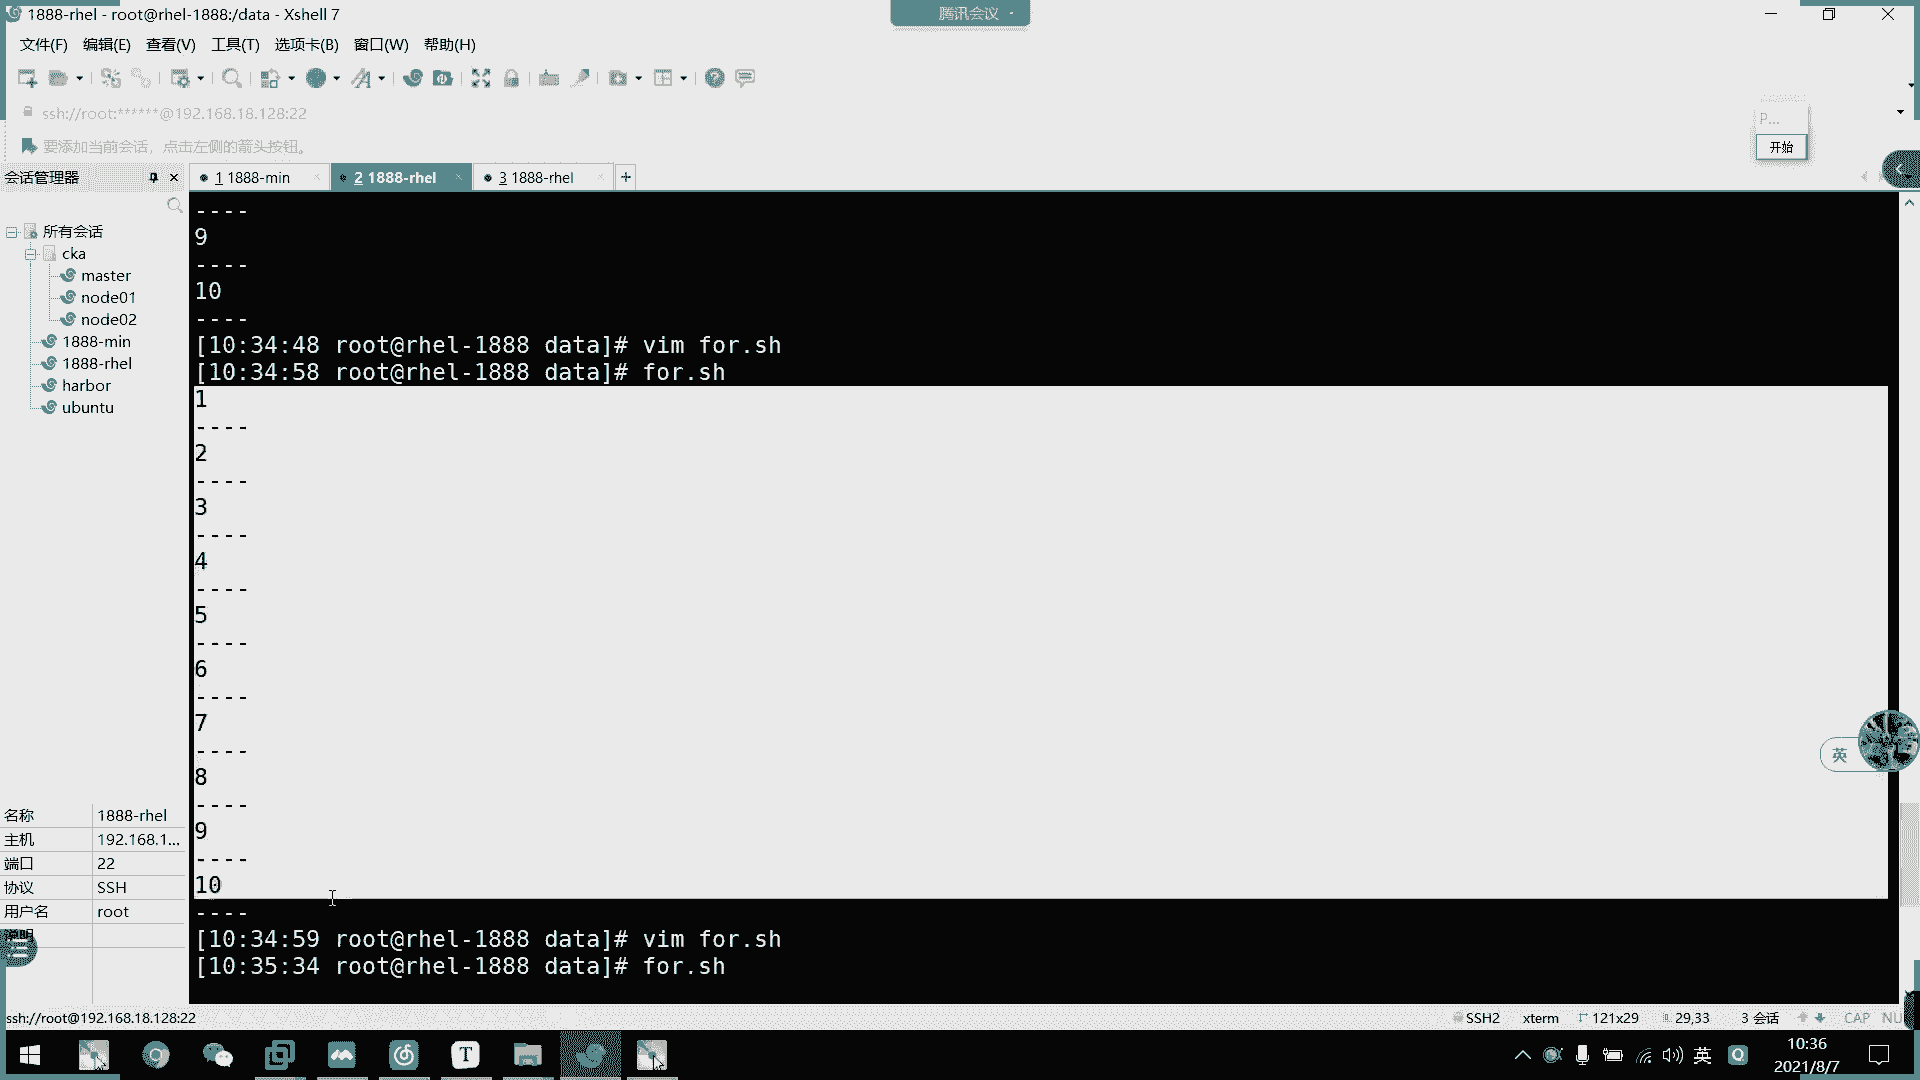 1888-rhel - root@rhel-1888:/data - Xshell 7
腾讯会议
文件(F) 编辑(E) 查看(V) 工具(T) 选项卡(B) 窗口(W) 帮助(H)
ssh://root:******@192.168.18.128:22
P...
要添加当前会话，点击左侧的箭头按钮。
开始
会话管理器
1 1888-min
2 1888-rhel
3 1888-rhel
所有会话
cka
master
node01
node02
1888-min
1888-rhel
harbor
ubuntu
----
9
----
10
----
[10:34:48 root@rhel-1888 data]# vim for.sh
[10:34:58 root@rhel-1888 data]# for.sh
1
----
2
----
3
----
4
----
5
----
6
----
7
----
8
----
9
----
10
----
[10:34:59 root@rhel-1888 data]# vim for.sh
[10:35:34 root@rhel-1888 data]# for.sh
英
名称 1888-rhel
主机 192.168.1...
端口 22
协议 SSH
用户名 root
说明
ssh://root@192.168.18.128:22
SSH2 xterm 121x29 29,33 3 会话 CAP NU
T
英
10:36
2021/8/7